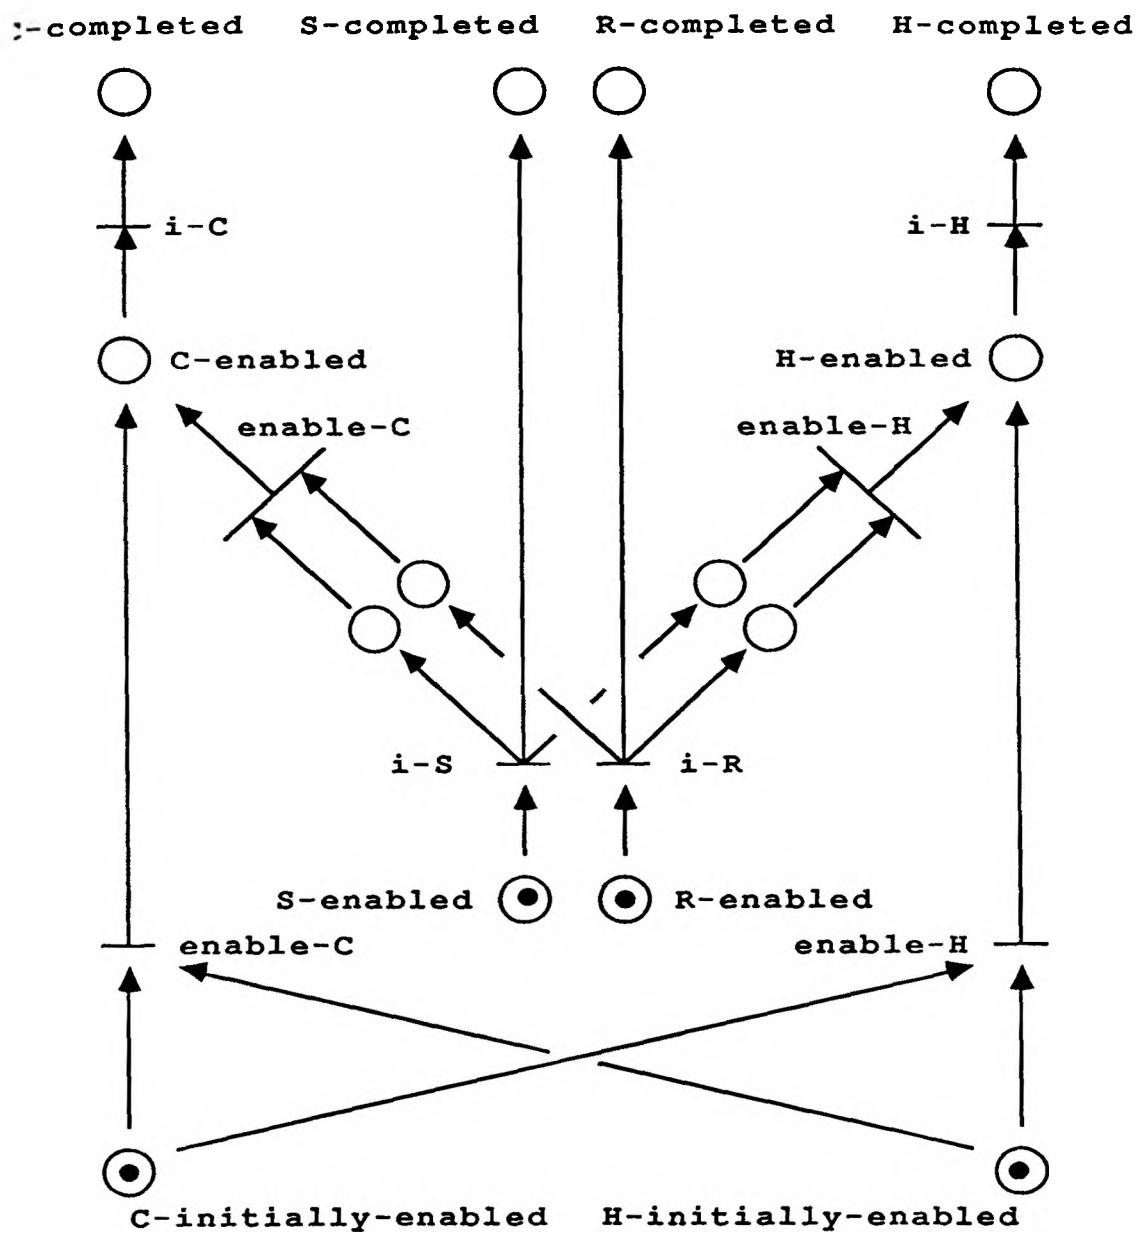 -completed S-completed R-completed H-completed
i-C i-H
C-enabled H-enabled
enable-C enable-H
i-S i-R
S-enabled R-enabled
enable-C enable-H
C-initially-enabled H-initially-enabled